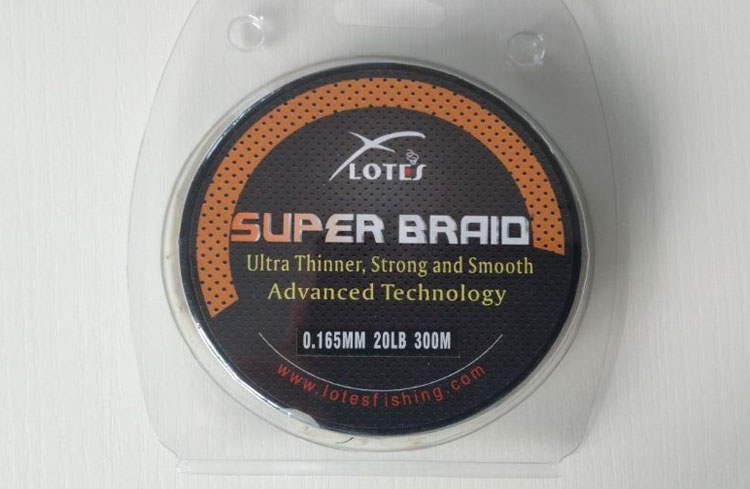 LOTES
SUPER BRAID
Ultra Thinner, Strong and Smooth
Advanced Technology
0.165MM 20LB 300M
www.lotesfishing.com